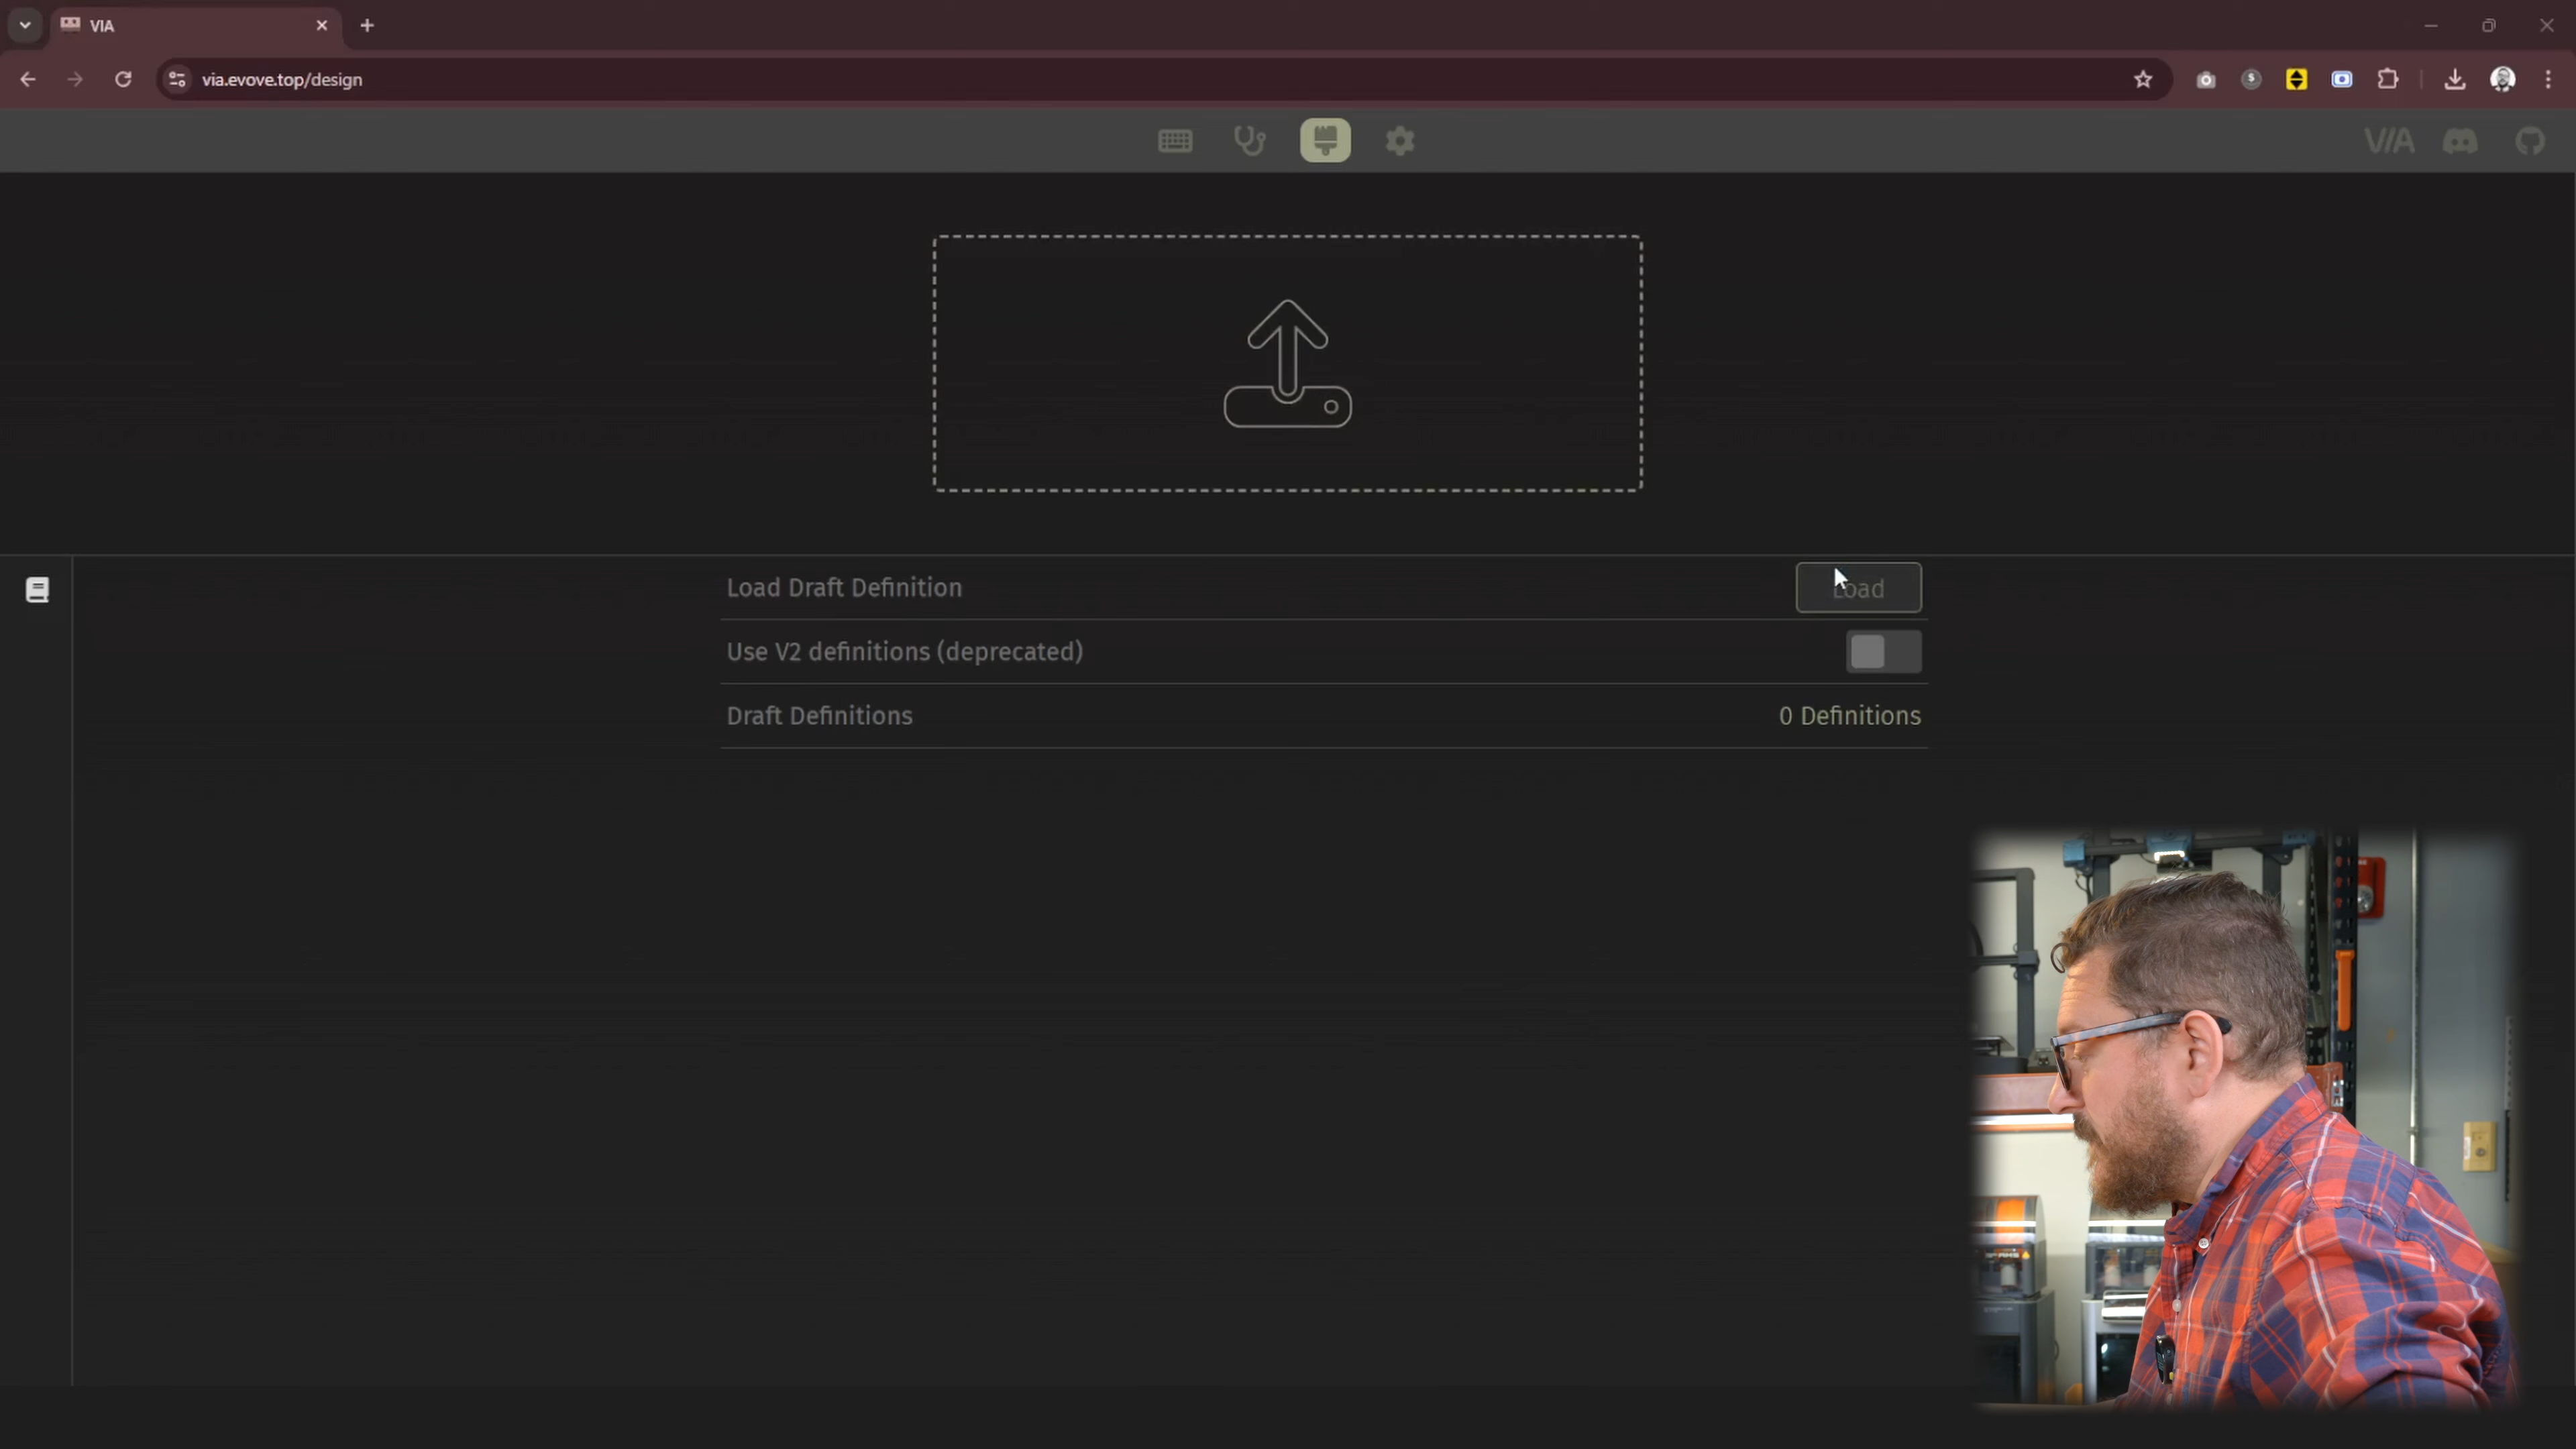 VIA
via.evove.top/design
VIA
Load Draft Definition
Load
Use V2 definitions (deprecated)
Draft Definitions
0 Definitions